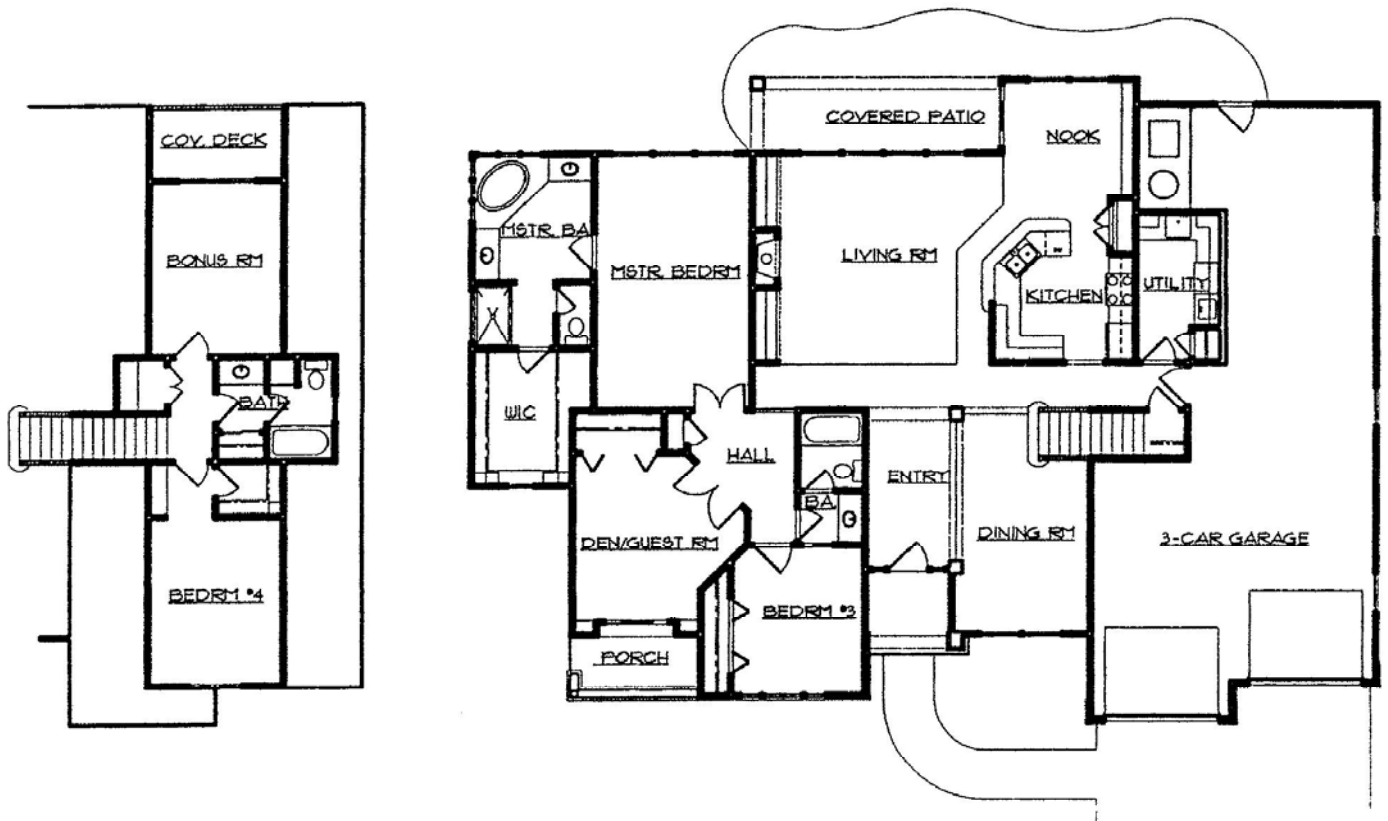 COV. DECK
BONUS RM
BATH
BEDRM #4
COVERED PATIO
NOOK
MSTR. BA
MSTR. BEDRM
LIVING RM
KITCHEN
UTILITY
WIC
HALL
ENTRY
BA
DEN/GUEST RM
DINING RM
3-CAR GARAGE
BEDRM #3
PORCH